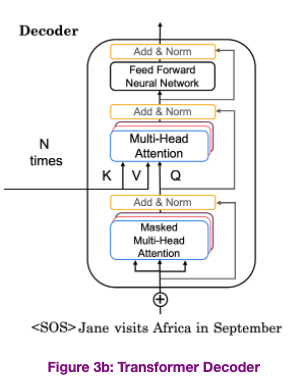 Decoder
Add & Norm
Feed Forward
Neural Network
Add & Norm
N
times
Multi-Head
Attention
K V Q
Add & Norm
Masked
Multi-Head
Attention
<SOS> Jane visits Africa in September
Figure 3b: Transformer Decoder